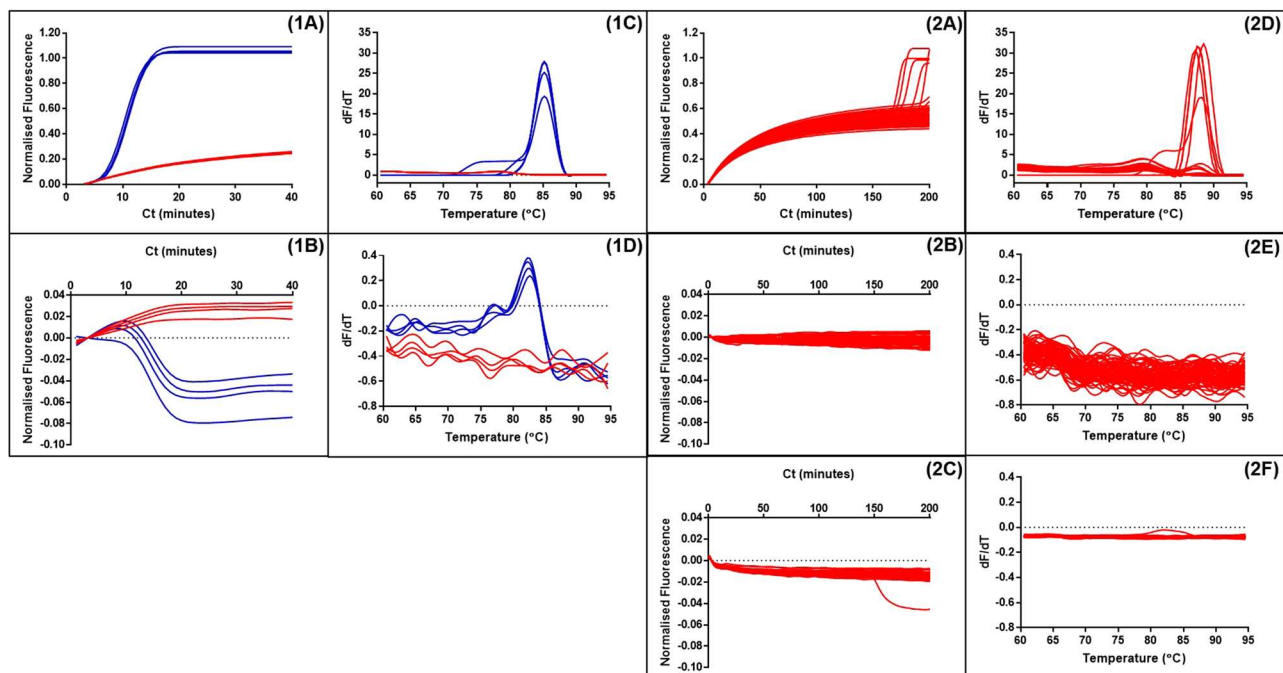 (1A)
Normalised Fluorescence
1.20
1.0
0.80
0.60
0.40
0.20
0.00
0 10 20 30 40
Ct (minutes)
(1C)
dF/dT
35
30
25
20
15
10
5
0
60 65 70 75 80 85 90 95
Temperature (°C)
(2A)
Normalised Fluorescence
1.2
1.0
0.8
0.6
0.4
0.2
0.0
0 50 100 150 200
Ct (minutes)
(2D)
dF/dT
35
30
25
20
15
10
5
0
60 65 70 75 80 85 90 95
Temperature (°C)
(1B)
Ct (minutes)
0 10 20 30 40
Normalised Fluorescence
0.04
0.02
0.00
-0.02
-0.04
-0.06
-0.08
-0.10
(1D)
dF/dT
0.4
0.2
0.0
-0.2
-0.4
-0.6
-0.8
60 65 70 75 80 85 90 95
Temperature (°C)
(2B)
Ct (minutes)
0 50 100 150 200
Normalised Fluorescence
0.04
0.02
0.00
-0.02
-0.04
-0.06
-0.08
-0.10
(2E)
dF/dT
0.4
0.2
0.0
-0.2
-0.4
-0.6
-0.8
60 65 70 75 80 85 90 95
Temperature (°C)
(2C)
Ct (minutes)
0 50 100 150 200
Normalised Fluorescence
0.04
0.02
0.00
-0.02
-0.04
-0.06
-0.08
-0.10
(2F)
dF/dT
0.4
0.2
0.0
-0.2
-0.4
-0.6
-0.8
60 65 70 75 80 85 90 95
Temperature (°C)